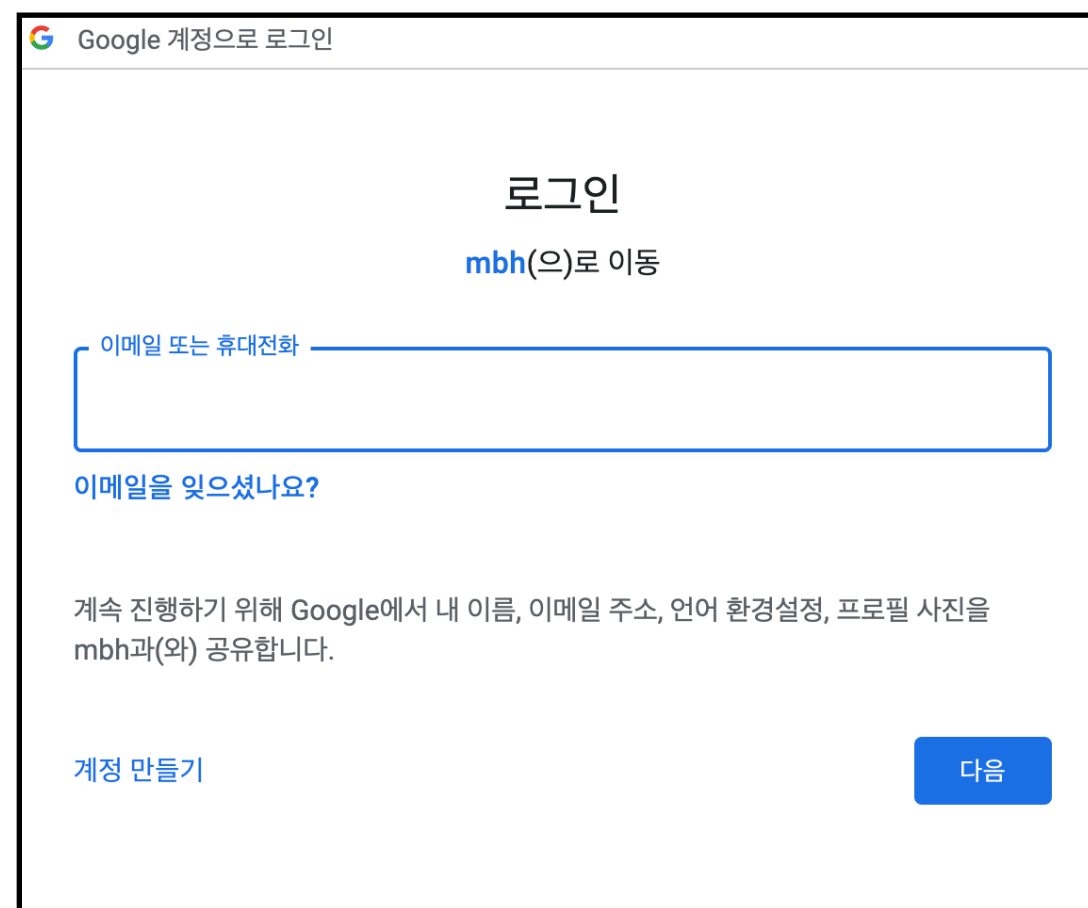 Google 계정으로 로그인
로그인
mbh(으)로 이동
이메일 또는 휴대전화
이메일을 잊으셨나요?
계속 진행하기 위해 Google에서 내 이름, 이메일 주소, 언어 환경설정, 프로필 사진을
mbh과(와) 공유합니다.
계정 만들기
다음